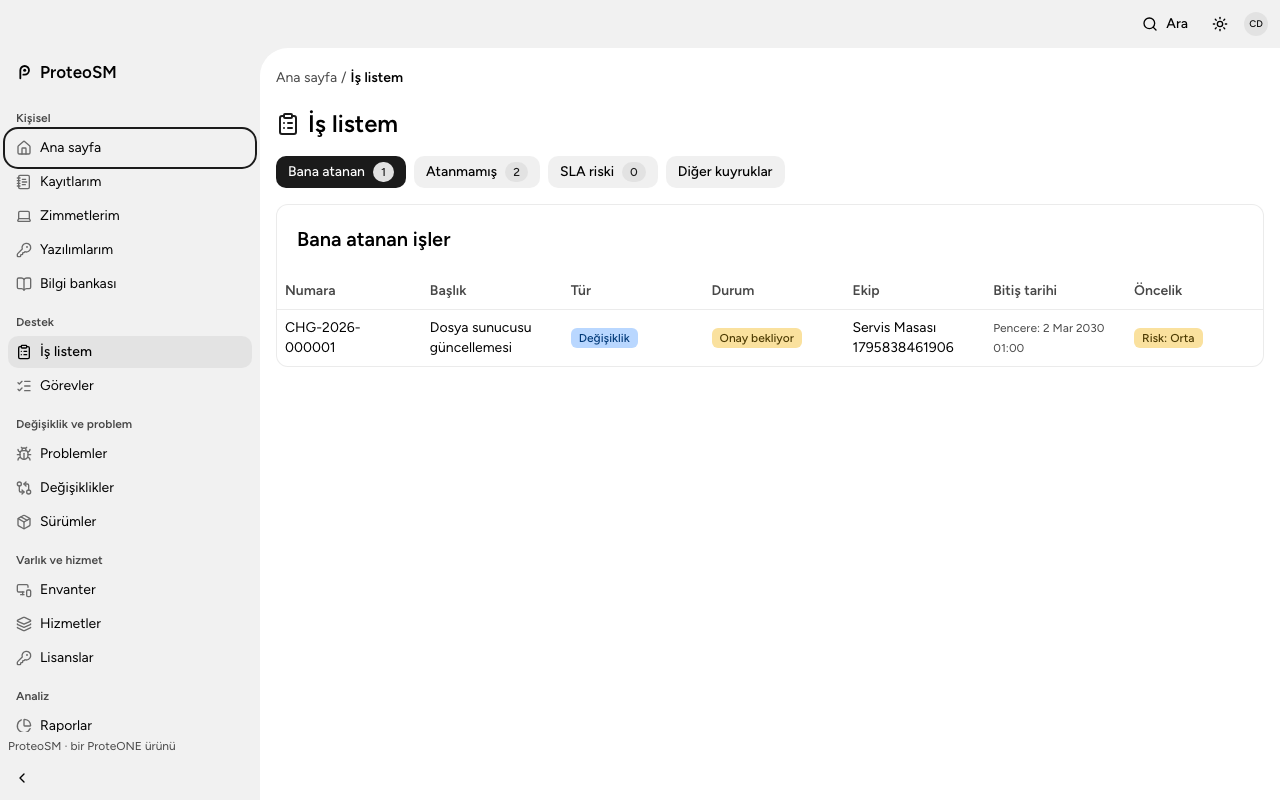 Ara
CD
ProteoSM
Kişisel
Ana sayfa
Kayıtlarım
Zimmetlerim
Yazılımlarım
Bilgi bankası
Destek
İş listem
Görevler
Değişiklik ve problem
Problemler
Değişiklikler
Sürümler
Varlık ve hizmet
Envanter
Hizmetler
Lisanslar
Analiz
Raporlar
ProteoSM · bir ProteONE ürünü
Ana sayfa / İş listem
İş listem
Bana atanan 1 Atanmamış 2 SLA riski 0 Diğer kuyruklar
Bana atanan işler
Numara Başlık Tür Durum Ekip Bitiş tarihi Öncelik
CHG-2026-
000001
Dosya sunucusu
güncellemesi
Değişiklik
Onay bekliyor
Servis Masası
1795838461906
Pencere: 2 Mar 2030
01:00
Risk: Orta